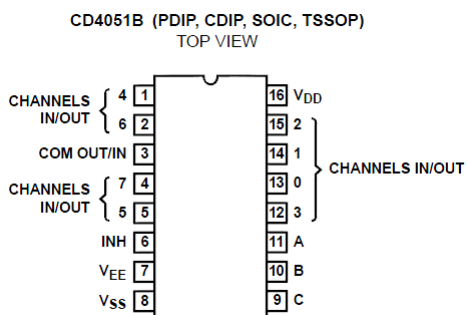 CD4051B (PDIP, CDIP, SOIC, TSSOP)
TOP VIEW
CHANNELS IN/OUT
4 1
6 2
COM OUT/IN 3
CHANNELS IN/OUT
7 4
5 5
INH 6
VEE 7
VSS 8
16 VDD
15 2
14 1
13 0
12 3
CHANNELS IN/OUT
11 A
10 B
9 C